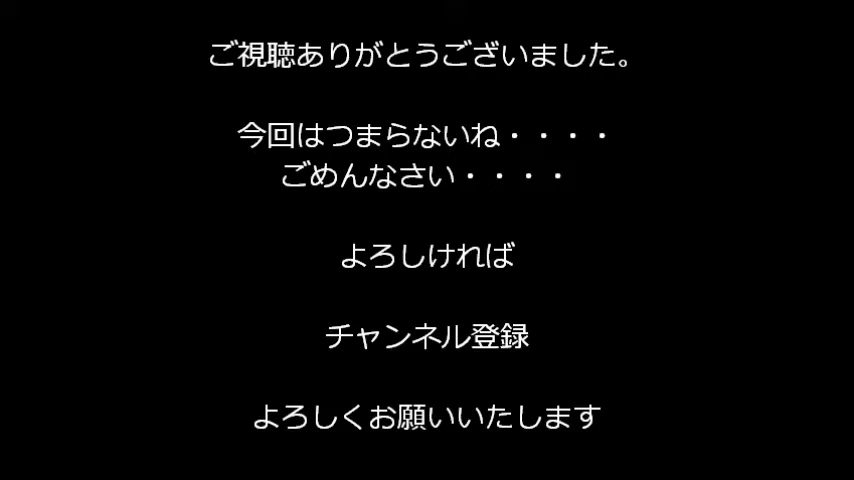 ご視聴ありがとうございました。
今回はつまらないね・・・・
ごめんなさい・・・・
よろしければ
チャンネル登録
よろしくお願いいたします